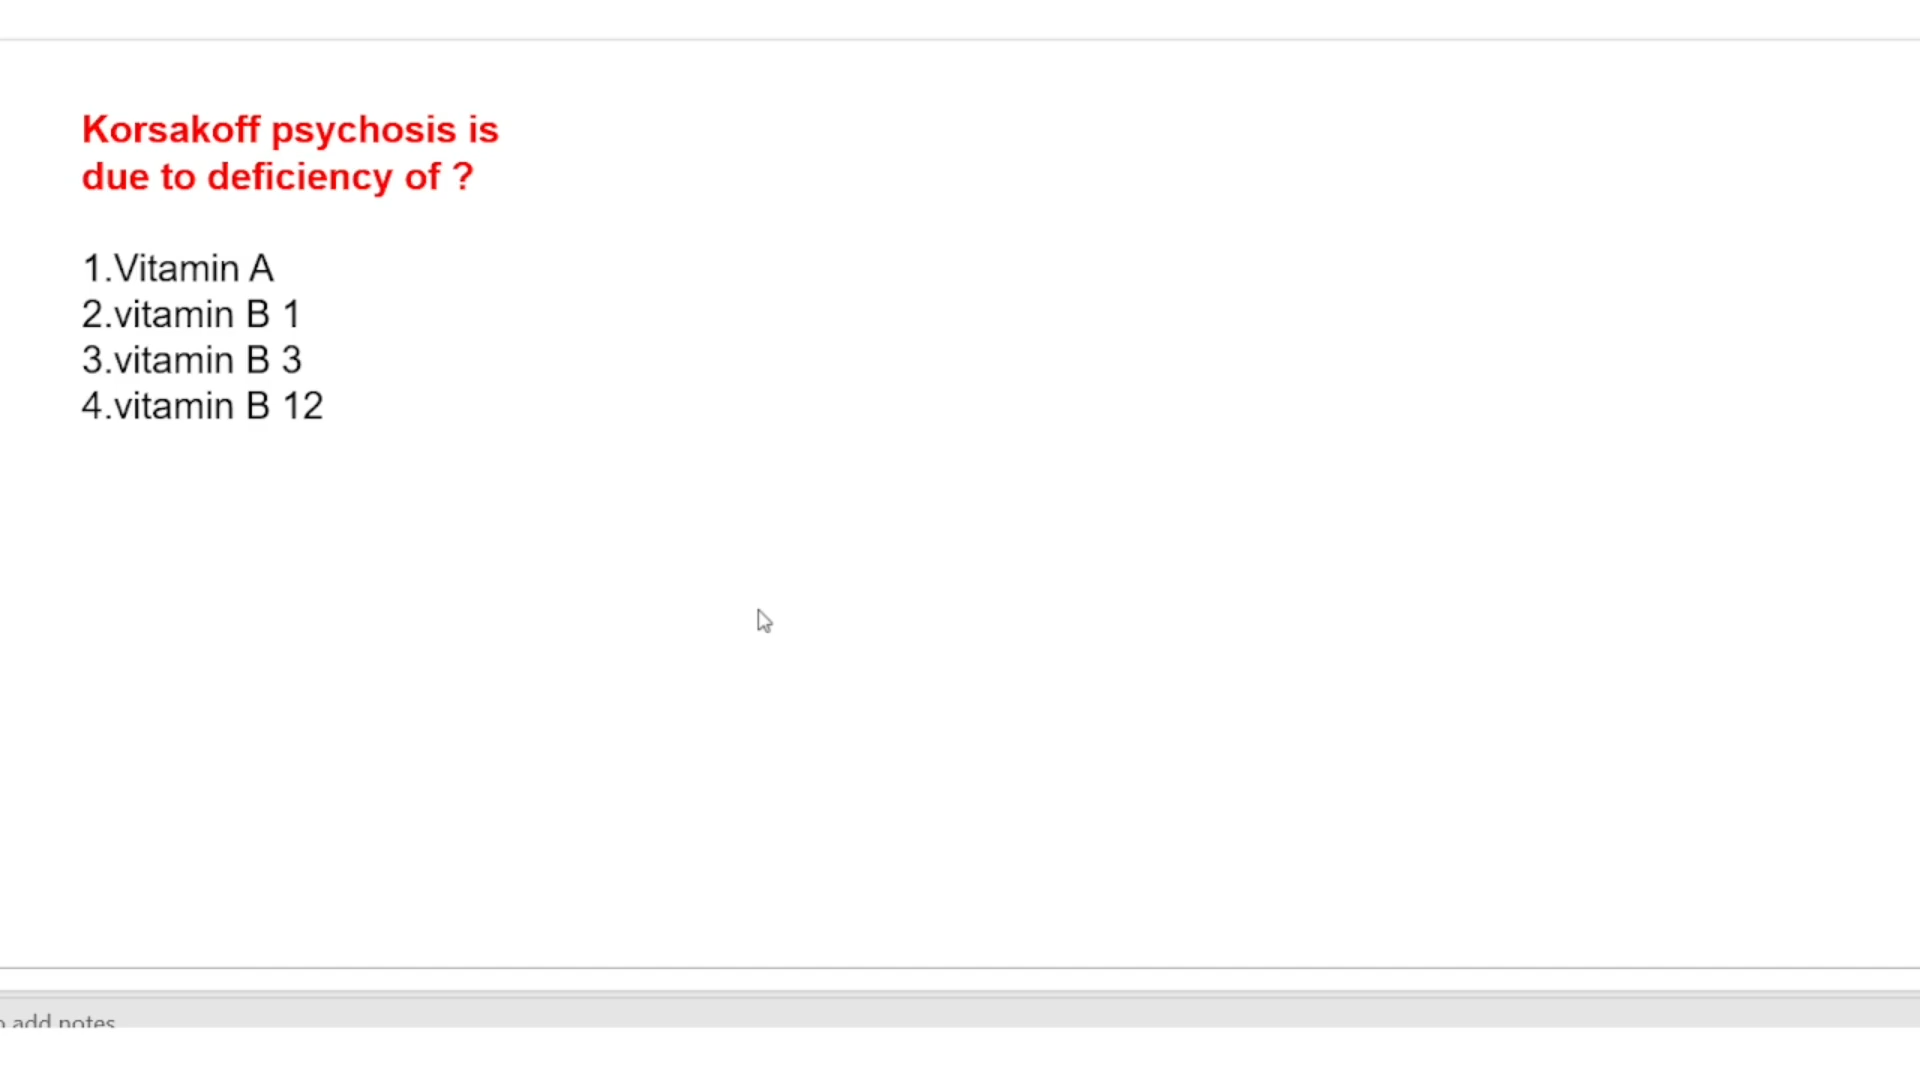 Korsakoff psychosis is
due to deficiency of ?
1.Vitamin A
2.vitamin B 1
3.vitamin B 3
4.vitamin B 12
add notes